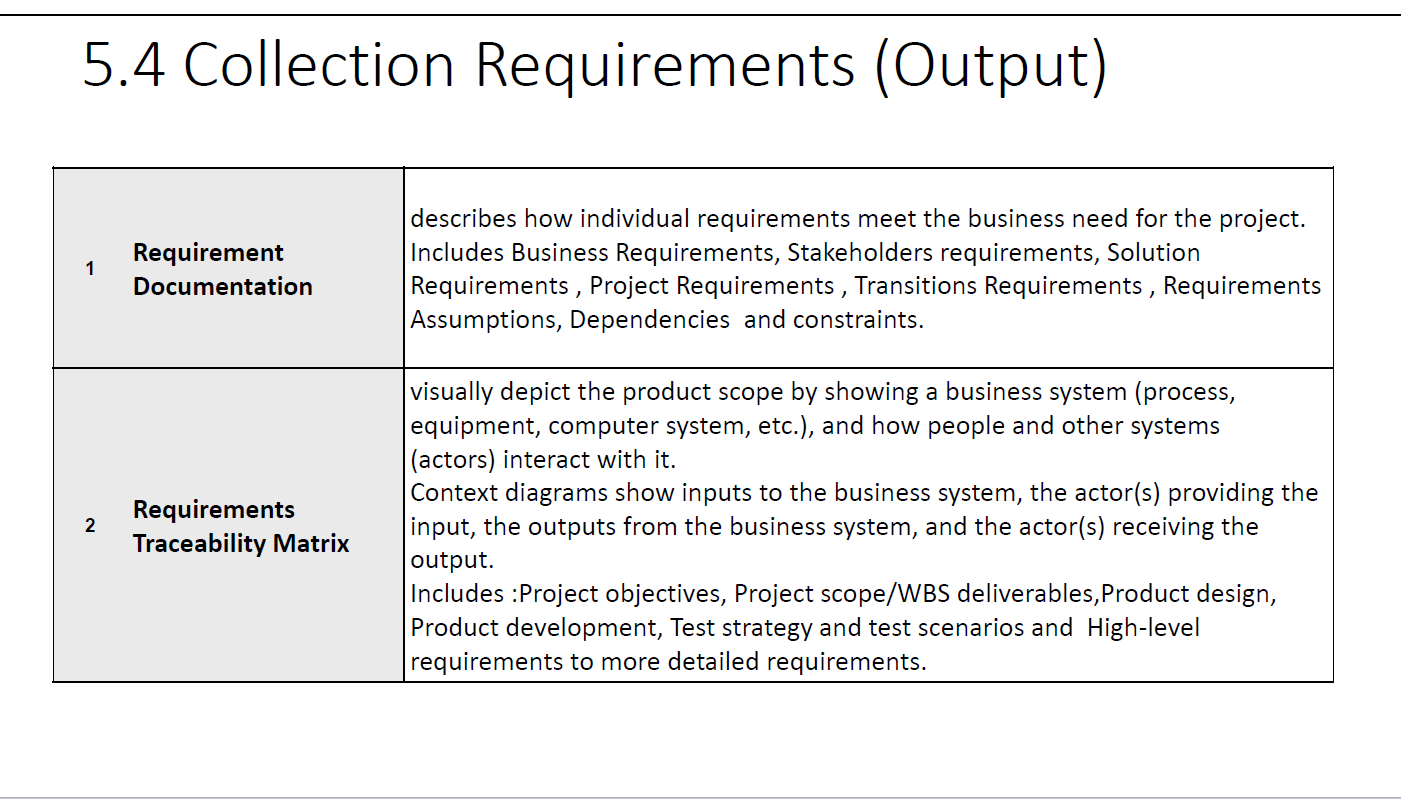 5.4 Collection Requirements (Output)
1
Requirement
Documentation
describes how individual requirements meet the business need for the project.
Includes Business Requirements, Stakeholders requirements, Solution
Requirements , Project Requirements , Transitions Requirements , Requirements
Assumptions, Dependencies  and constraints.
2
Requirements
Traceability Matrix
visually depict the product scope by showing a business system (process,
equipment, computer system, etc.), and how people and other systems
(actors) interact with it.
Context diagrams show inputs to the business system, the actor(s) providing the
input, the outputs from the business system, and the actor(s) receiving the
output.
Includes :Project objectives, Project scope/WBS deliverables,Product design,
Product development, Test strategy and test scenarios and  High-level
requirements to more detailed requirements.